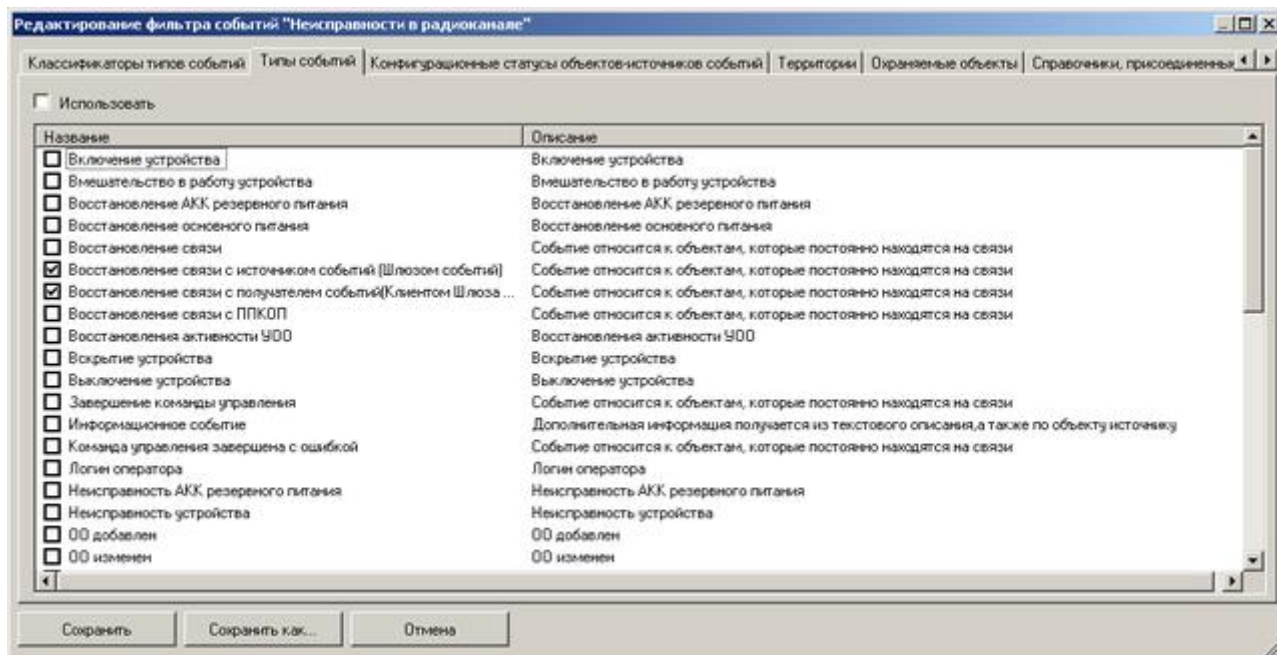 Редактирование фильтра событий "Неисправности в радиоканале"
Классификаторы типов событий Типы событий Конфигурационные статусы объектов-источников событий Территории Охраняемые объекты Справочники, присоединенны
Использовать
Название Описание
Включение устройства Включение устройства
Вмешательство в работу устройства Вмешательство в работу устройства
Восстановление АКК резервного питания Восстановление АКК резервного питания
Восстановление основного питания Восстановление основного питания
Восстановление связи Событие относится к объектам, которые постоянно находятся на связи
Восстановление связи с источником событий (Шлюзом событий) Событие относится к объектам, которые постоянно находятся на связи
Восстановление связи с получателем событий(Клиентом Шлюза ... Событие относится к объектам, которые постоянно находятся на связи
Восстановление связи с ППКОП Событие относится к объектам, которые постоянно находятся на связи
Восстановления активности УОО Восстановления активности УОО
Вскрытие устройства Вскрытие устройства
Выключение устройства Выключение устройства
Завершение команды управления Событие относится к объектам, которые постоянно находятся на связи
Информационное событие Дополнительная информация получается из текстового описания,а также по объекту источнику
Команда управления завершена с ошибкой Событие относится к объектам, которые постоянно находятся на связи
Логин оператора Логин оператора
Неисправность АКК резервного питания Неисправность АКК резервного питания
Неисправность устройства Неисправность устройства
ОО добавлен ОО добавлен
ОО изменен ОО изменен
Сохранить Сохранить как... Отмена